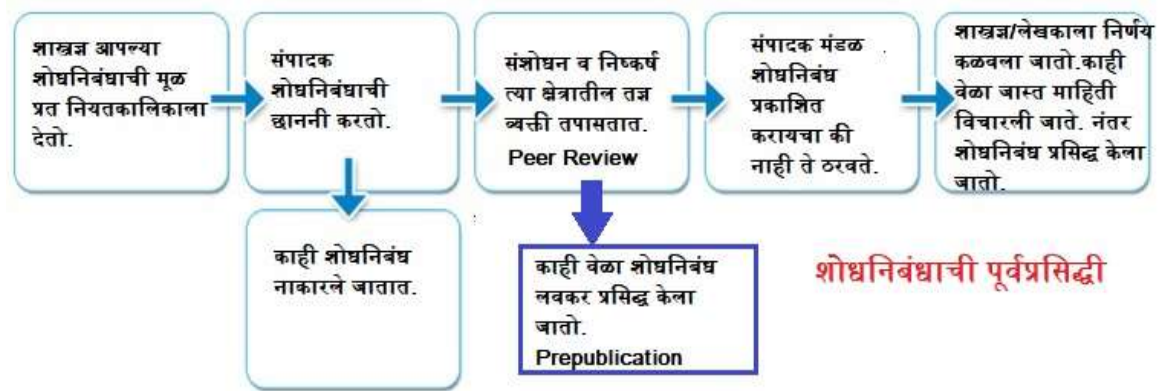 शास्त्रज्ञ आपल्या
शोधनिबंधाची मूळ
प्रत नियतकालिकाला
देतो.
संपादक
शोधनिबंधाची
छाननी करतो.
संशोधन व निष्कर्ष
त्या क्षेत्रातील तज्ञ
व्यक्ती तपासतात.
Peer Review
संपादक मंडळ
शोधनिबंध
प्रकाशित
करायचा की
नाही ते ठरवते.
शास्त्रज्ञ/लेखकाला निर्णय
कळवला जातो.काही
वेळा जास्त माहिती
विचारली जाते. नंतर
शोधनिबंध प्रसिद्ध केला
जातो.
काही शोधनिबंध
नाकारले जातात.
काही वेळा शोधनिबंध
लवकर प्रसिद्ध केला
जातो.
Prepublication
शोधनिबंधाची पूर्वप्रसिद्धी